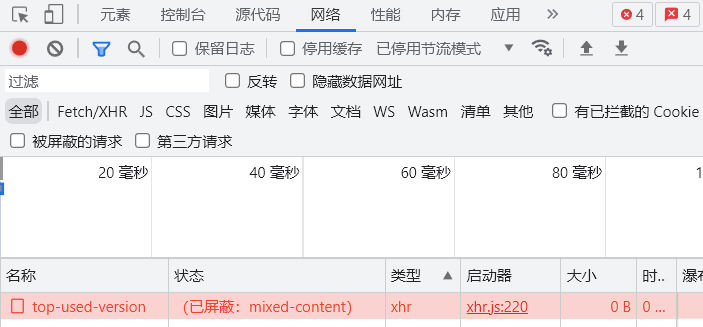 元素 控制台 源代码 网络 性能 内存 应用 » 4 4
保留日志 停用缓存 已停用节流模式
过滤 反转 隐藏数据网址
全部 Fetch/XHR JS CSS 图片 媒体 字体 文档 WS Wasm 清单 其他 有已拦截的 Cookie
被屏蔽的请求 第三方请求
20 毫秒 40 毫秒 60 毫秒 80 毫秒 1
名称 状态 类型 启动器 大小 时.. 瀑布
top-used-version (已屏蔽：mixed-content) xhr xhr.js:220 0 B 0 ...